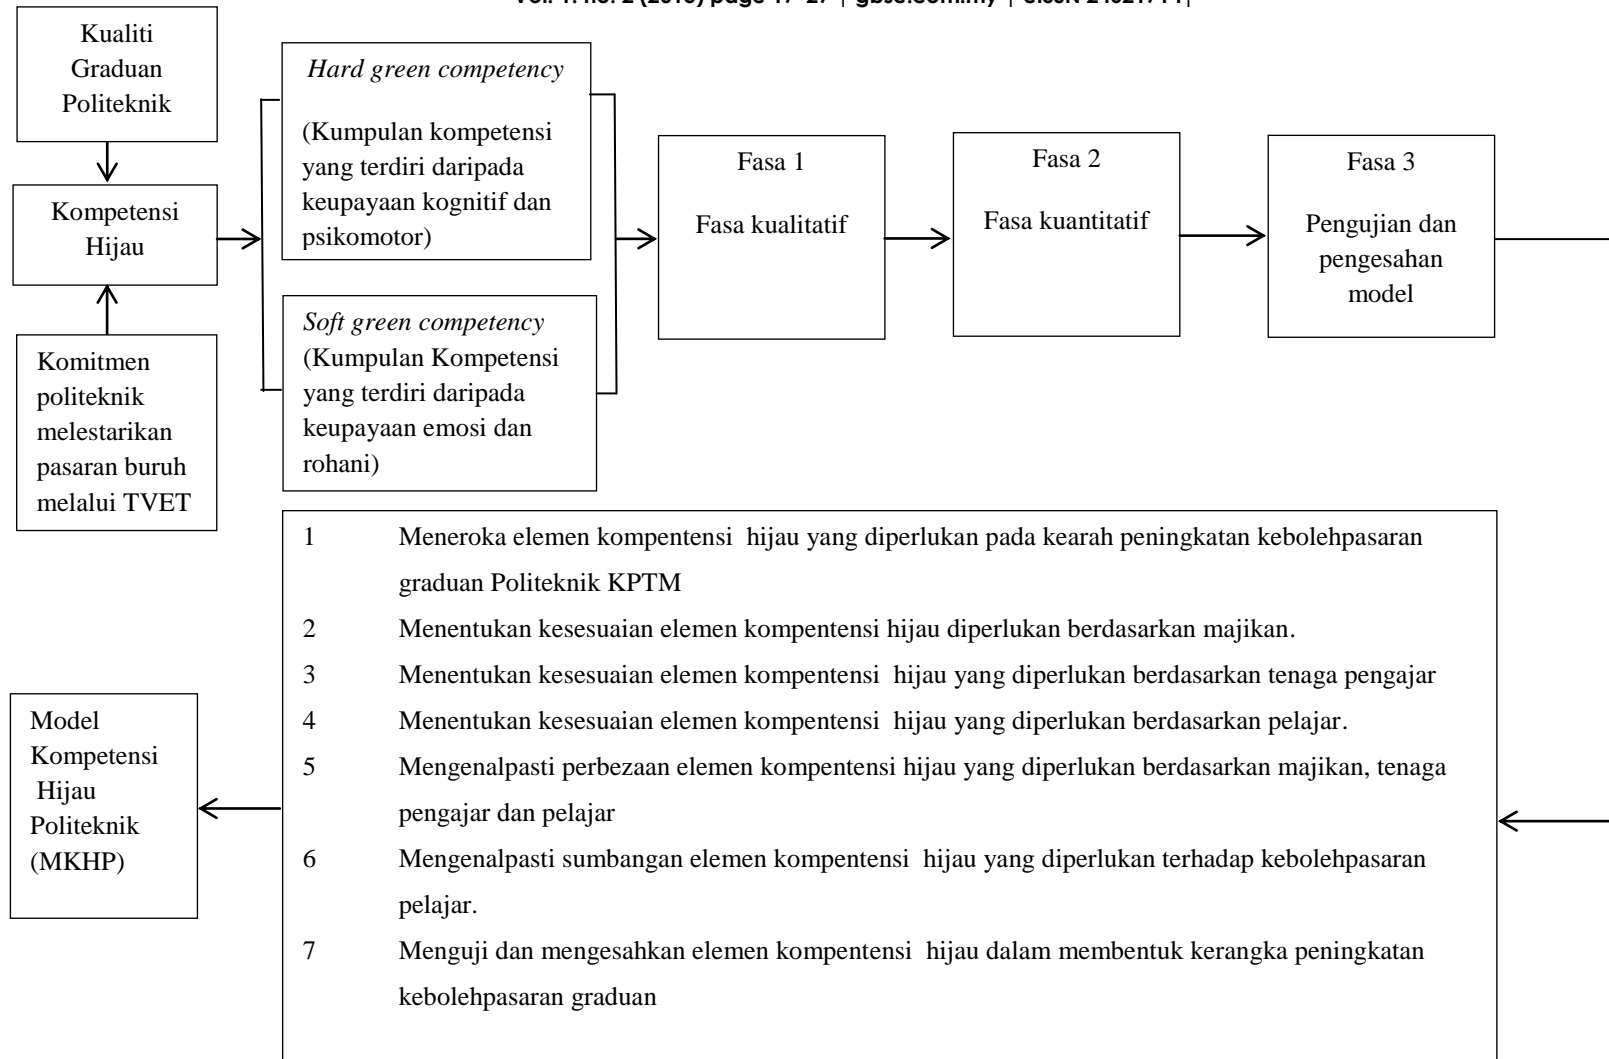 Kualiti
Graduan
Politeknik
Kompetensi
Hijau
Komitmen
politeknik
melestarikan
pasaran buruh
melalui TVET
Hard green competency
(Kumpulan kompetensi
yang terdiri daripada
keupayaan kognitif dan
psikomotor)
Soft green competency
(Kumpulan Kompetensi
yang terdiri daripada
keupayaan emosi dan
rohani)
Fasa 1
Fasa kualitatif
Fasa 2
Fasa kuantitatif
Fasa 3
Pengujian dan
pengesahan
model
1 Meneroka elemen kompentensi hijau yang diperlukan pada kearah peningkatan kebolehpasaran
graduan Politeknik KPTM
2 Menentukan kesesuaian elemen kompentensi hijau diperlukan berdasarkan majikan.
3 Menentukan kesesuaian elemen kompentensi hijau yang diperlukan berdasarkan tenaga pengajar
4 Menentukan kesesuaian elemen kompentensi hijau yang diperlukan berdasarkan pelajar.
5 Mengenalpasti perbezaan elemen kompentensi hijau yang diperlukan berdasarkan majikan, tenaga
pengajar dan pelajar
6 Mengenalpasti sumbangan elemen kompentensi hijau yang diperlukan terhadap kebolehpasaran
pelajar.
7 Menguji dan mengesahkan elemen kompentensi hijau dalam membentuk kerangka peningkatan
kebolehpasaran graduan
Model
Kompetensi
Hijau
Politeknik
(MKHP)